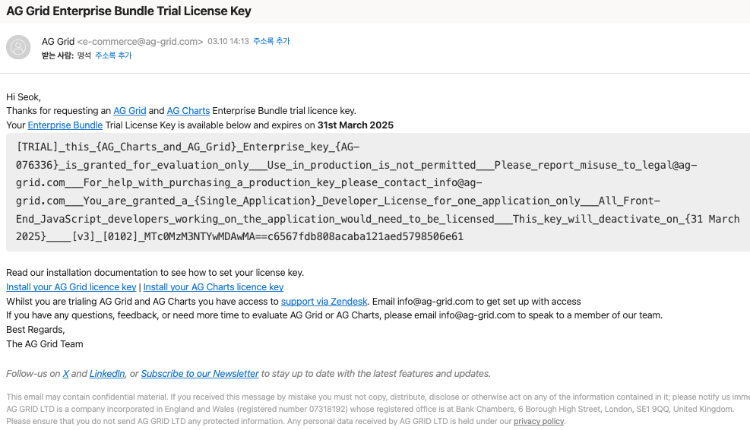 AG Grid Enterprise Bundle Trial License Key
AG Grid <e-commerce@ag-grid.com> 03.10 14:13 주소록 추가
받는 사람: 명석 주소록 추가
Hi Seok,
Thanks for requesting an AG Grid and AG Charts Enterprise Bundle trial licence key.
Your Enterprise Bundle Trial License Key is available below and expires on 31st March 2025
[TRIAL]_this_{AG_Charts_and_AG_Grid}_Enterprise_key_{AG-
076336}_is_granted_for_evaluation_only___Use_in_production_is_not_permitted___Please_report_misuse_to_legal@ag-
grid.com___For_help_with_purchasing_a_production_key_please_contact_info@ag-
grid.com___You_are_granted_a_{Single_Application}_Developer_License_for_one_application_only___All_Front-
End_JavaScript_developers_working_on_the_application_would_need_to_be_licensed___This_key_will_deactivate_on_{31 March
2025}____[v3]_[0102]_MTc0MzM3NTYwMDAwMA==c6567fdb808acaba121aed5798506e61
Read our installation documentation to see how to set your license key.
Install your AG Grid licence key | Install your AG Charts licence key
Whilst you are trialing AG Grid and AG Charts you have access to support via Zendesk. Email info@ag-grid.com to get set up with access
If you have any questions, feedback, or need more time to evaluate AG Grid or AG Charts, please email info@ag-grid.com to speak to a member of our team.
Best Regards,
The AG Grid Team
Follow-us on X and LinkedIn, or Subscribe to our Newsletter to stay up to date with the latest features and updates.
This email may contain confidential material. If you received this message by mistake you must not copy, distribute, disclose or otherwise act on any of the information contained in it; please notify us imme
AG GRID LTD is a company incorporated in England and Wales (registered number 07318192) whose registered office is at Bank Chambers, 6 Borough High Street, London, SE1 9QQ, United Kingdom.
Please ensure that you do not send AG GRID LTD any protected information. Any personal data received by AG GRID LTD is held under our privacy policy.